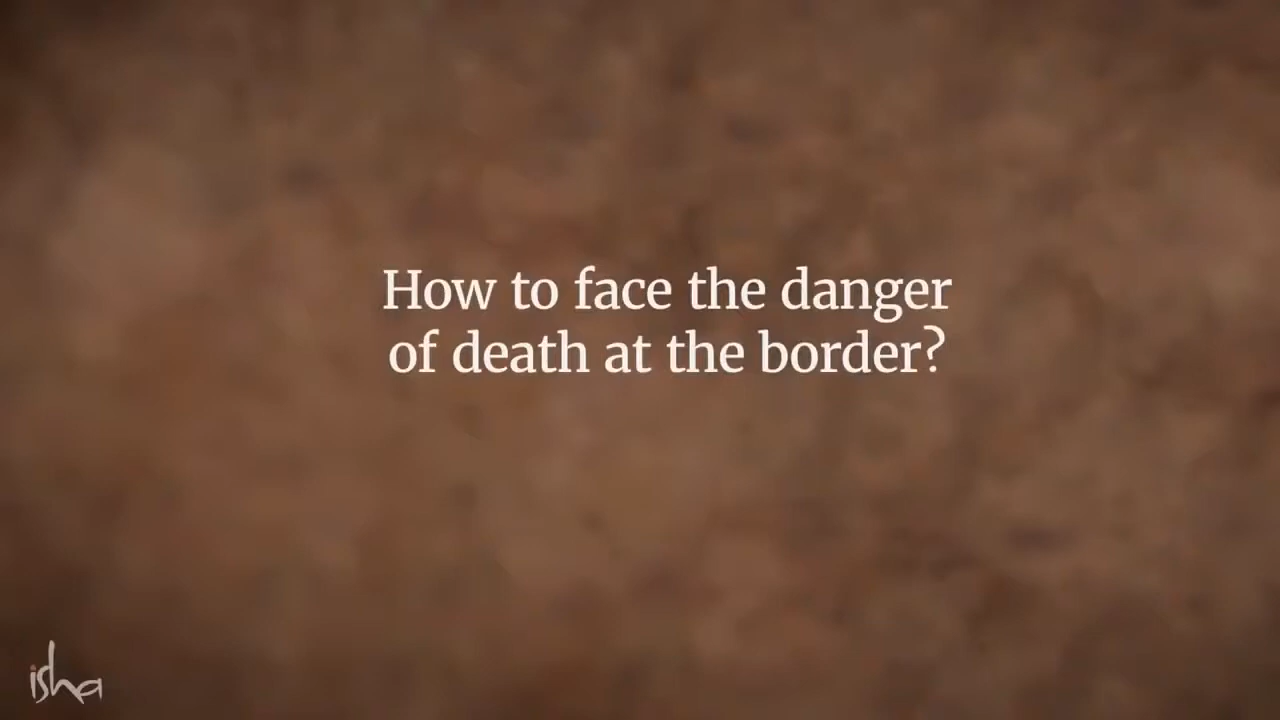 How to face the danger
of death at the border?
isha